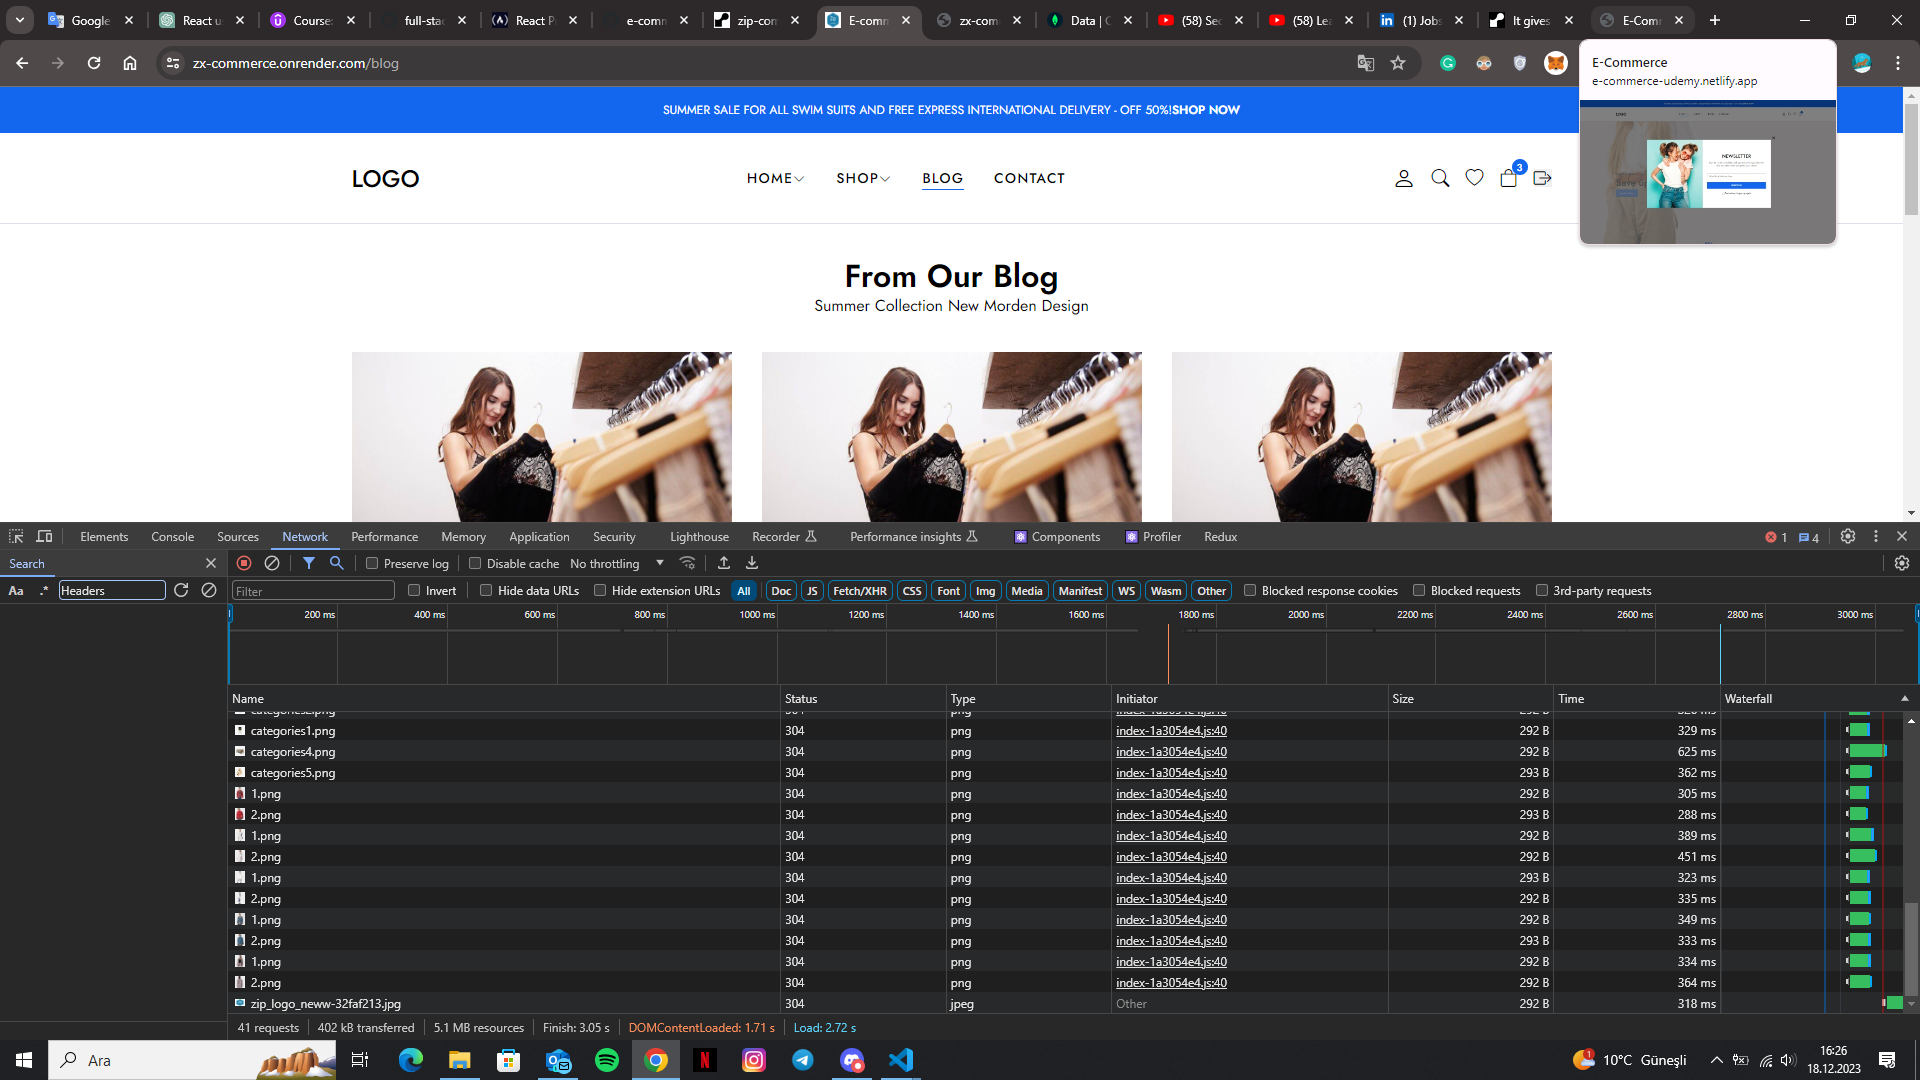 Google
React u
Course
full-sta
React P
e-comn
zip-con
E-comn
zx-com
Data | C
(58) Sec
(58) Lea
(1) Jobs
It gives
E-Comr
zx-commerce.onrender.com/blog
E-Commerce
e-commerce-udemy.netlify.app
NEWSLETTER
SUMMER SALE FOR ALL SWIM SUITS AND FREE EXPRESS INTERNATIONAL DELIVERY - OFF 50%!SHOP NOW
LOGO
HOME
SHOP
BLOG
CONTACT
3
From Our Blog
Summer Collection New Morden Design
Elements
Console
Sources
Network
Performance
Memory
Application
Security
Lighthouse
Recorder
Performance insights
Components
Profiler
Redux
1
4
Search
Preserve log
Disable cache
No throttling
Aa .* Headers
Filter
Invert
Hide data URLs
Hide extension URLs
All
Doc
JS
Fetch/XHR
CSS
Font
Img
Media
Manifest
WS
Wasm
Other
Blocked response cookies
Blocked requests
3rd-party requests
200 ms 400 ms 600 ms 800 ms 1000 ms 1200 ms 1400 ms 1600 ms 1800 ms 2000 ms 2200 ms 2400 ms 2600 ms 2800 ms 3000 ms
Name Status Type Initiator Size Time Waterfall
categories2.png 304 png index-1a3054e4.js:40 292 B
categories1.png 304 png index-1a3054e4.js:40 292 B 329 ms
categories4.png 304 png index-1a3054e4.js:40 292 B 625 ms
categories5.png 304 png index-1a3054e4.js:40 293 B 362 ms
1.png 304 png index-1a3054e4.js:40 292 B 305 ms
2.png 304 png index-1a3054e4.js:40 293 B 288 ms
1.png 304 png index-1a3054e4.js:40 292 B 389 ms
2.png 304 png index-1a3054e4.js:40 292 B 451 ms
1.png 304 png index-1a3054e4.js:40 293 B 323 ms
2.png 304 png index-1a3054e4.js:40 292 B 335 ms
1.png 304 png index-1a3054e4.js:40 292 B 349 ms
2.png 304 png index-1a3054e4.js:40 293 B 333 ms
1.png 304 png index-1a3054e4.js:40 292 B 334 ms
2.png 304 png index-1a3054e4.js:40 292 B 364 ms
zip_logo_neww-32faf213.jpg 304 jpeg Other 292 B 318 ms
41 requests 402 kB transferred 5.1 MB resources Finish: 3.05 s DOMContentLoaded: 1.71 s Load: 2.72 s
Ara
1
10°C Güneşli
16:26
18.12.2023